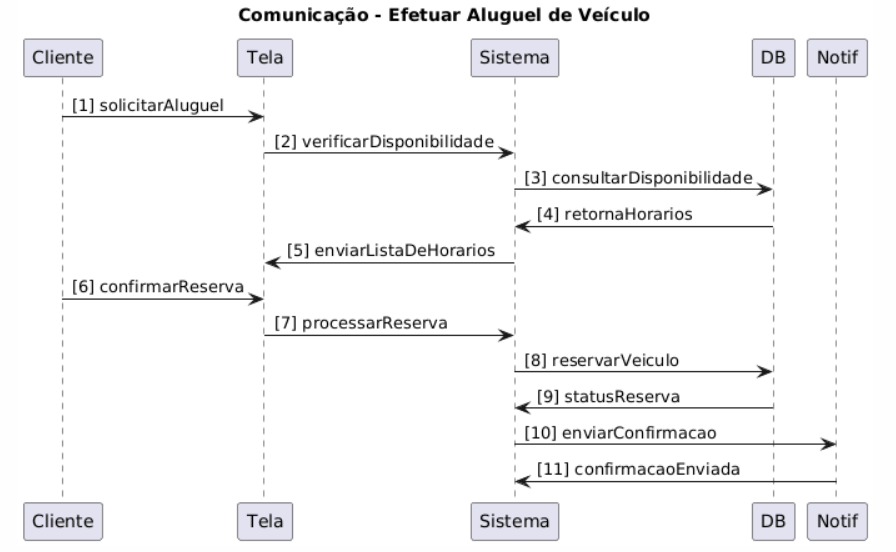 Comunicação - Efetuar Aluguel de Veículo
Cliente Tela Sistema DB Notif
[1] solicitarAluguel
[2] verificarDisponibilidade
[3] consultarDisponibilidade
[4] retornaHorarios
[5] enviarListaDeHorarios
[6] confirmarReserva
[7] processarReserva
[8] reservarVeiculo
[9] statusReserva
[10] enviarConfirmacao
[11] confirmacaoEnviada
Cliente Tela Sistema DB Notif